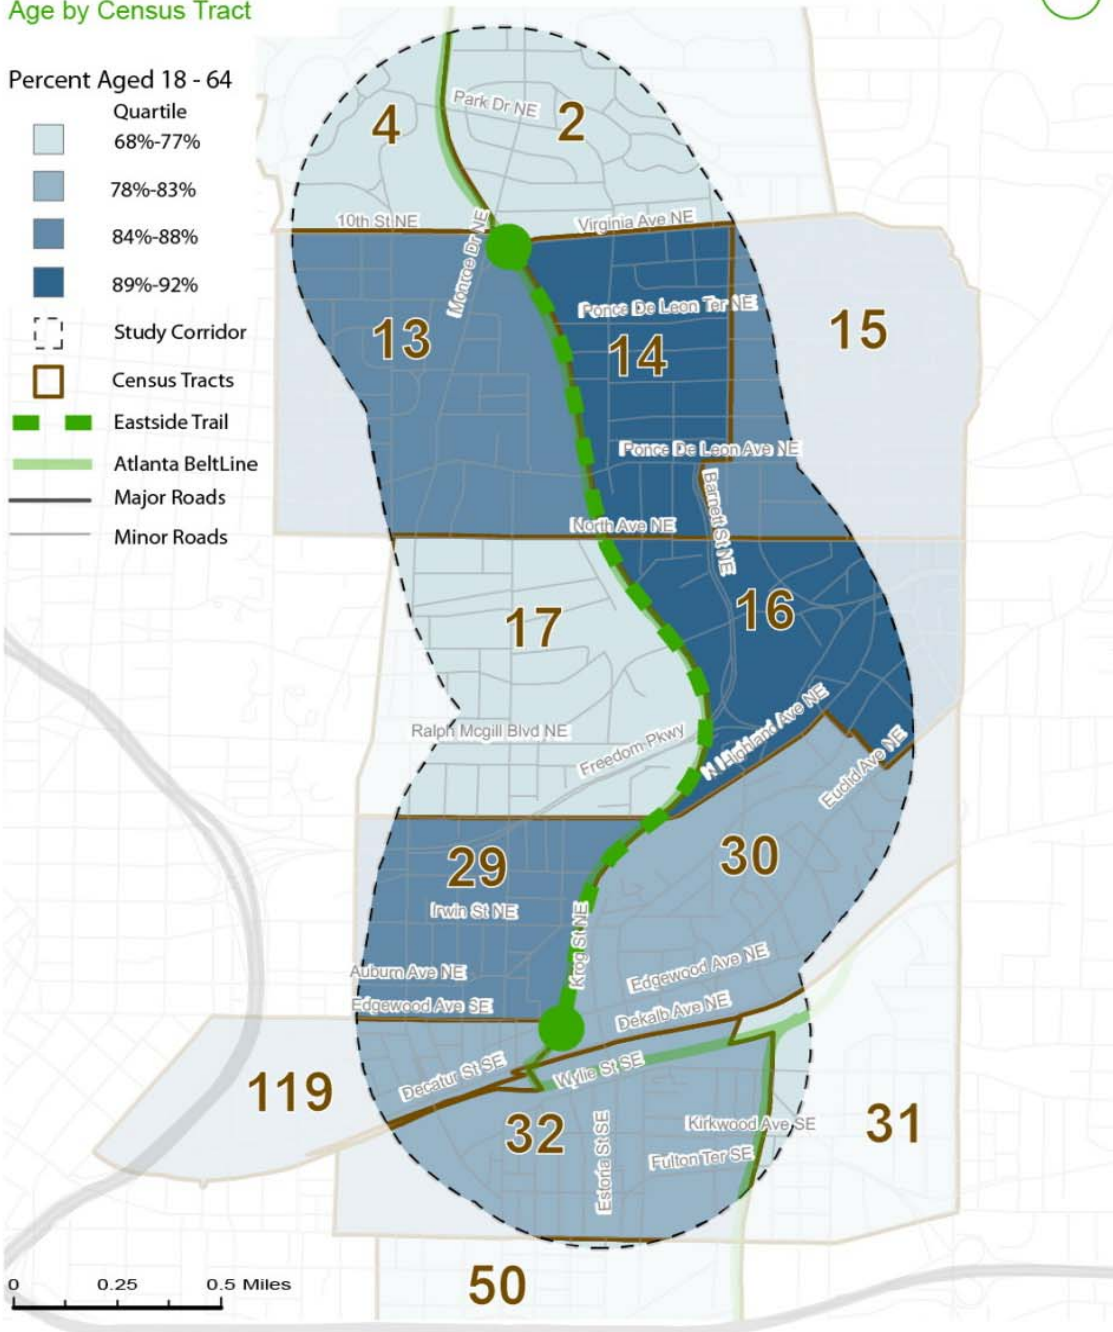 Age by Census Tract
Percent Aged 18 - 64
Quartile
68%-77%
78%-83%
84%-88%
89%-92%
Study Corridor
Census Tracts
Eastside Trail
Atlanta BeltLine
Major Roads
Minor Roads
Park Dr NE
4
2
10th St NE
Monroe Dr NE
Virginia Ave NE
Ponce De Leon Ter NE
13
14
15
Ponce De Leon Ave NE
Barnett St NE
North Ave NE
17
16
Ralph Mcgill Blvd NE
Freedom Pkwy
N Highland Ave NE
Euclid Ave NE
29
30
Irwin St NE
Krog St NE
Auburn Ave NE
Edgewood Ave NE
Edgewood Ave SE
Dekalb Ave NE
Decatur St SE
Wylie St SE
119
32
31
Estoria St SE
Kirkwood Ave SE
Fulton Ter SE
50
0 0.25 0.5 Miles